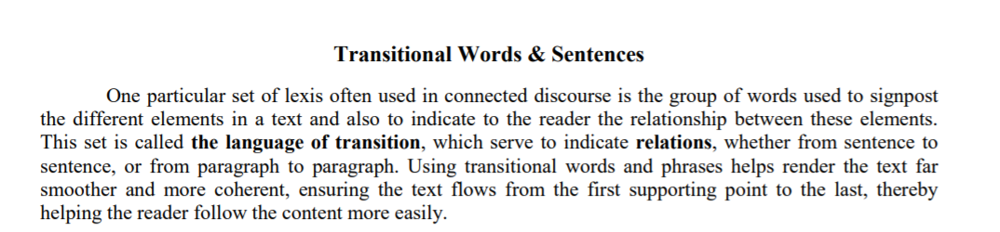 Transitional Words & Sentences
One particular set of lexis often used in connected discourse is the group of words used to signpost
the different elements in a text and also to indicate to the reader the relationship between these elements.
This set is called the language of transition, which serve to indicate relations, whether from sentence to
sentence, or from paragraph to paragraph. Using transitional words and phrases helps render the text far
smoother and more coherent, ensuring the text flows from the first supporting point to the last, thereby
helping the reader follow the content more easily.